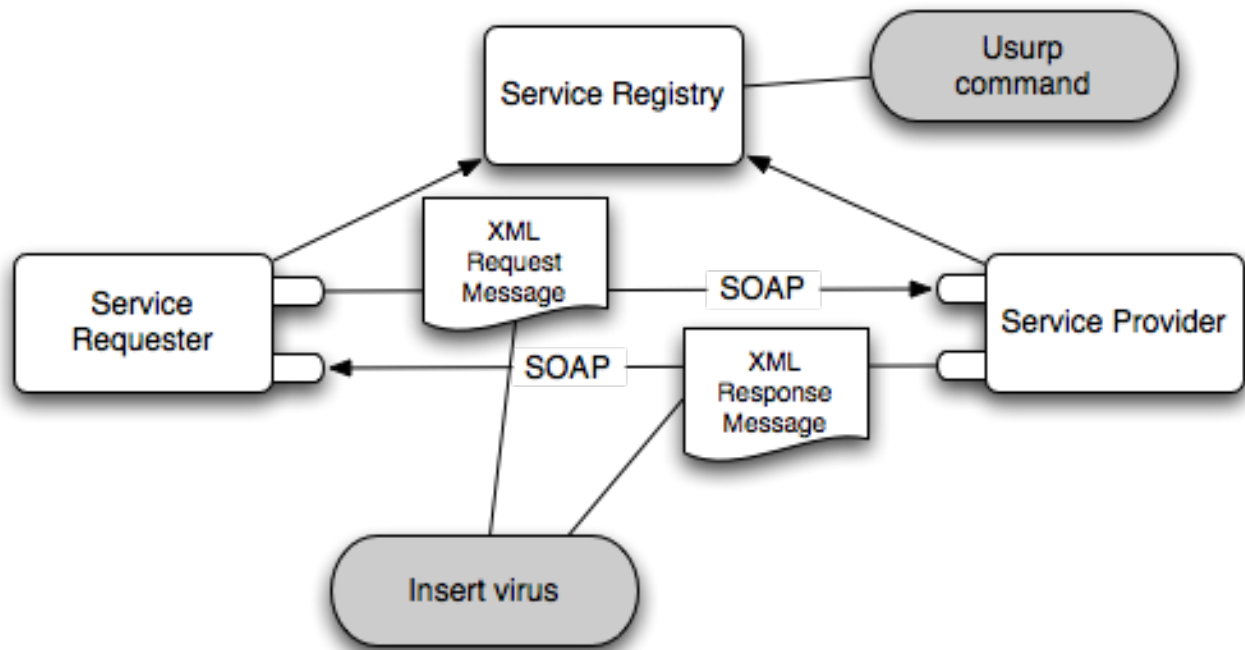 Usurp
command
Service Registry
XML
Request
Message
Service
Requester
SOAP
Service Provider
SOAP
XML
Response
Message
Insert virus